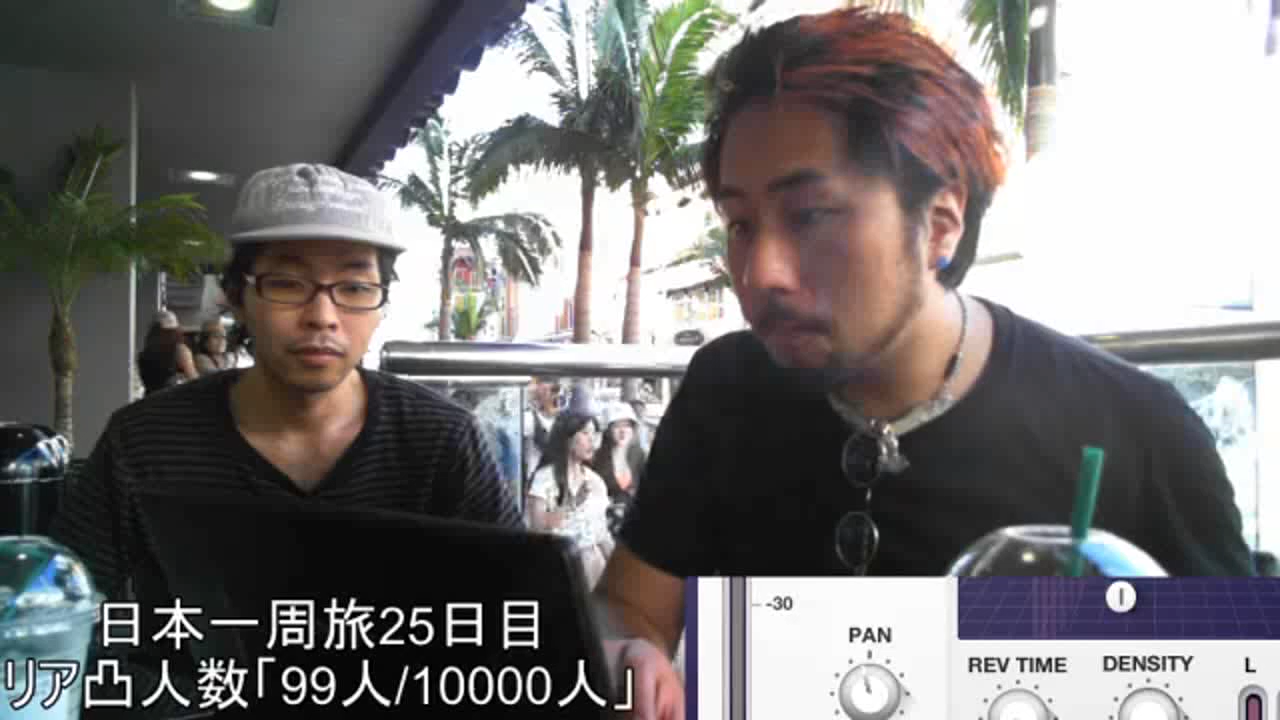 日本一周旅25日目
リア凸人数「99人/10000人」
-30
PAN
REV TIME
DENSITY
L